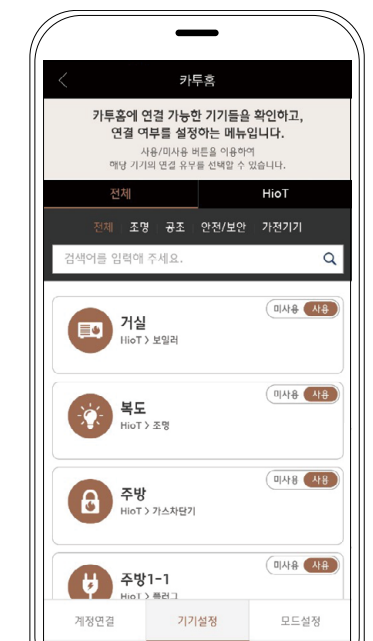 카투홈
카투홈에 연결 가능한 기기들을 확인하고,
연결 여부를 설정하는 메뉴입니다.
사용/미사용 버튼을 이용하여
해당 기기의 연결 유무를 선택할 수 있습니다.
전체 HioT
전체 조명 공조 안전/보안 가전기기
검색어를 입력해 주세요.
미사용 사용
거실
HioT > 보일러
미사용 사용
복도
HioT > 조명
미사용 사용
주방
HioT > 가스차단기
미사용 사용
주방1-1
HioT > 플러그
계정연결 기기설정 모드설정